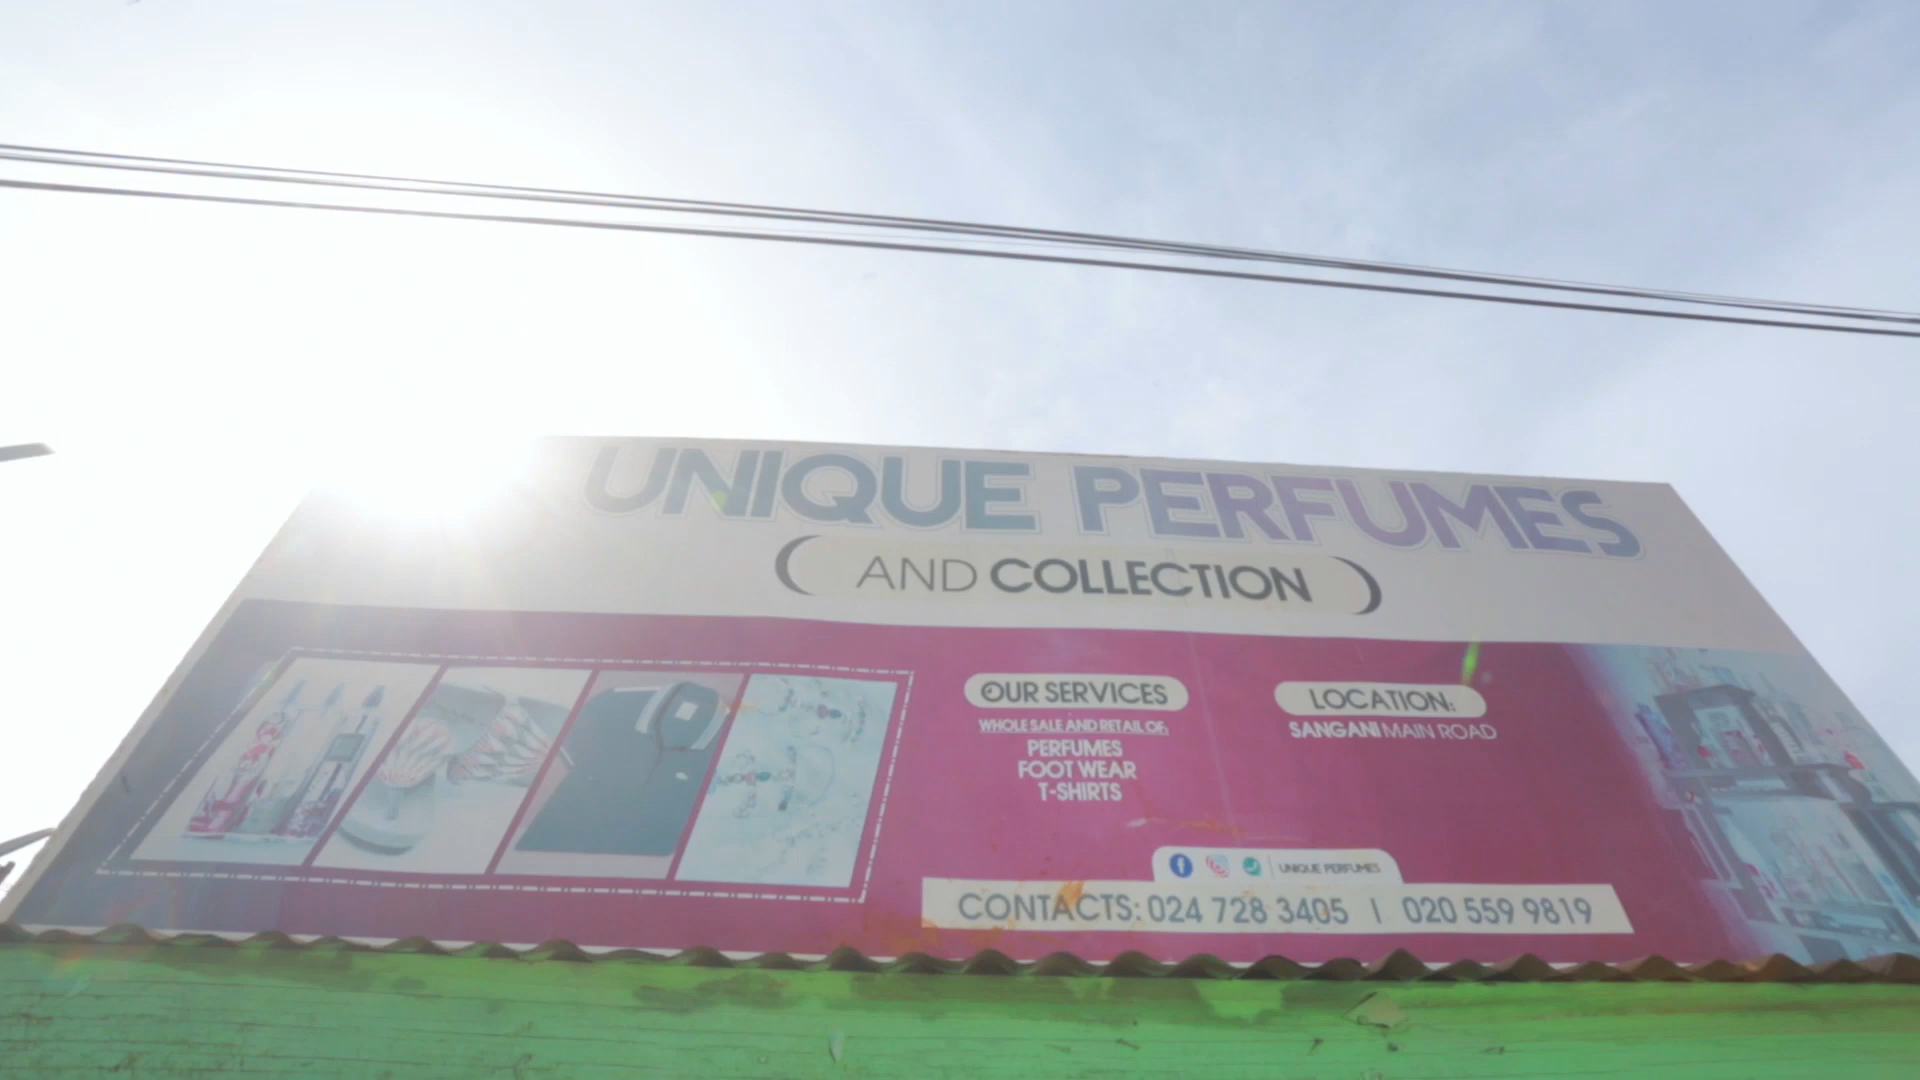 UNIQUE PERFUMES
AND COLLECTION
OUR SERVICES
WHOLE SALE AND RETAIL OF:
PERFUMES
FOOT WEAR
T-SHIRTS
LOCATION:
SANGANI MAIN ROAD
UNIQUE PERFUMES
CONTACTS: 024 728 3405 | 020 559 9819